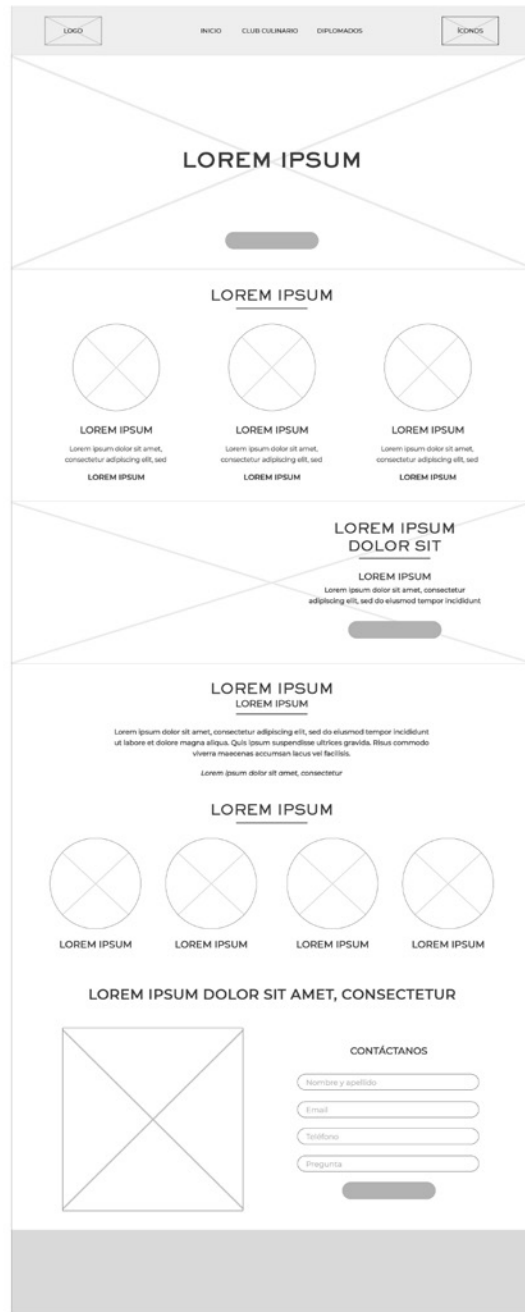 LOGO
INICIO CLUB CULINARIO DIPLOMADOS
ÍCONOS
LOREM IPSUM
LOREM IPSUM
LOREM IPSUM
Lorem ipsum dolor sit amet,
consectetur adipiscing elit, sed
LOREM IPSUM
LOREM IPSUM
Lorem ipsum dolor sit amet,
consectetur adipiscing elit, sed
LOREM IPSUM
LOREM IPSUM
Lorem ipsum dolor sit amet,
consectetur adipiscing elit, sed
LOREM IPSUM
LOREM IPSUM
DOLOR SIT
LOREM IPSUM
Lorem ipsum dolor sit amet, consectetur
adipiscing elit, sed do eiusmod tempor incididunt
LOREM IPSUM
LOREM IPSUM
Lorem ipsum dolor sit amet, consectetur adipiscing elit, sed do eiusmod tempor incididunt
ut labore et dolore magna aliqua. Quis ipsum suspendisse ultrices gravida. Risus commodo
viverra maecenas accumsan lacus vel facilisis.
Lorem ipsum dolor sit amet, consectetur
LOREM IPSUM
LOREM IPSUM
LOREM IPSUM
LOREM IPSUM
LOREM IPSUM
LOREM IPSUM DOLOR SIT AMET, CONSECTETUR
CONTÁCTANOS
Nombre y apellido
Email
Teléfono
Pregunta